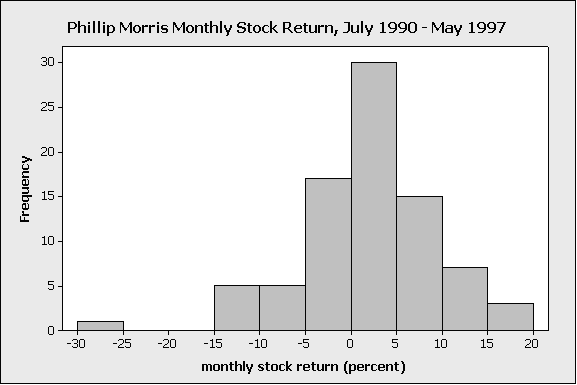 Phillip Morris Monthly Stock Return, July 1990 - May 1997
30
25
20
15
10
5
0
Frequency
-30 -25 -20 -15 -10 -5 0 5 10 15 20
monthly stock return (percent)